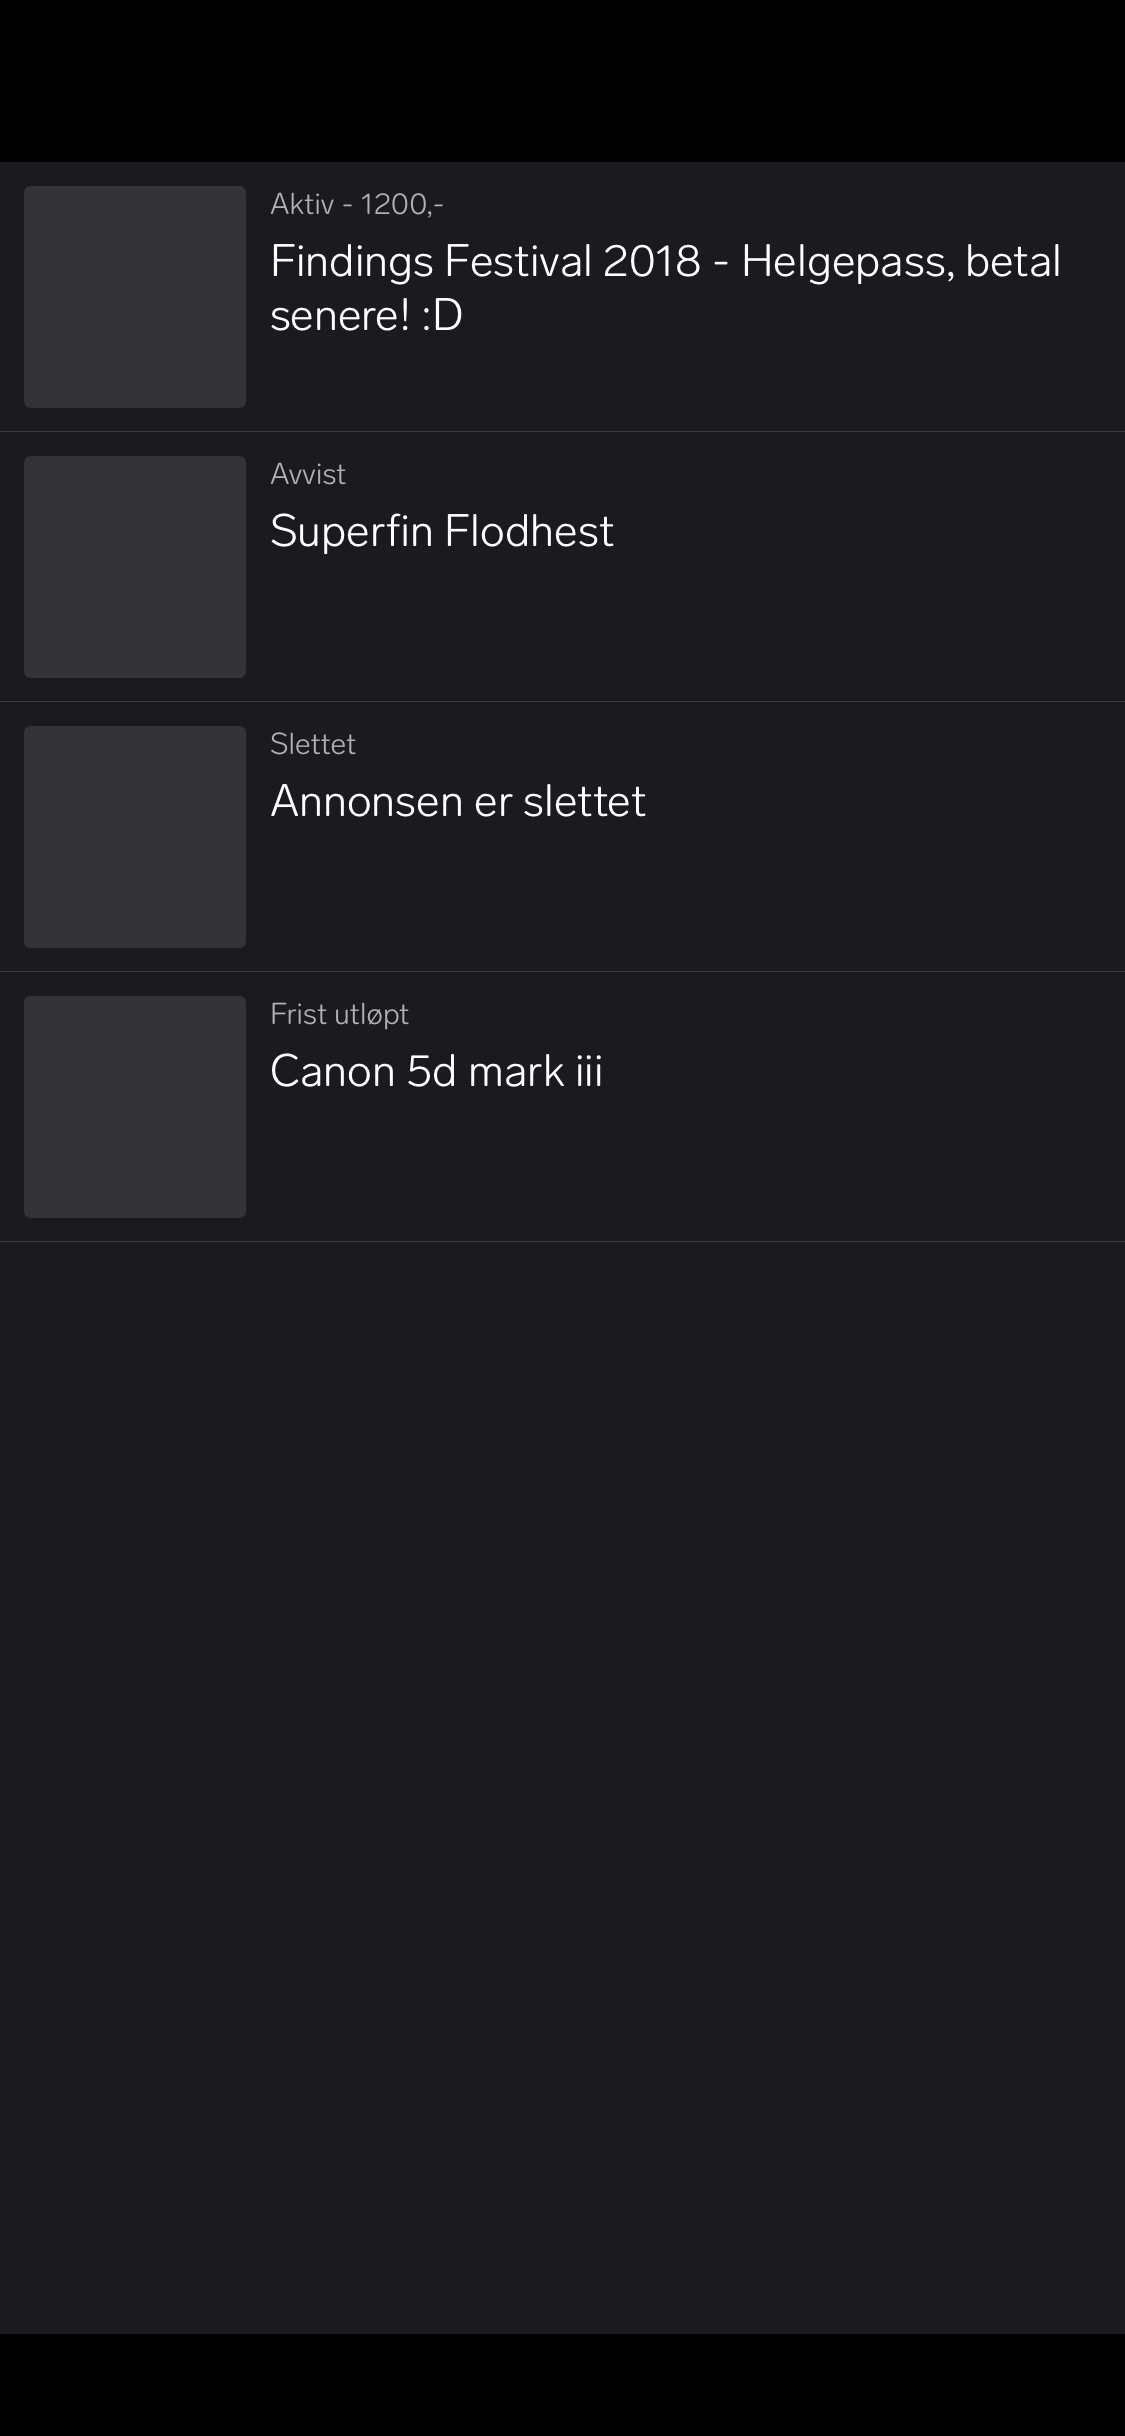 Aktiv - 1200,-
Findings Festival 2018 - Helgepass, betal
senere! :D
Avvist
Superfin Flodhest
Slettet
Annonsen er slettet
Frist utløpt
Canon 5d mark iii